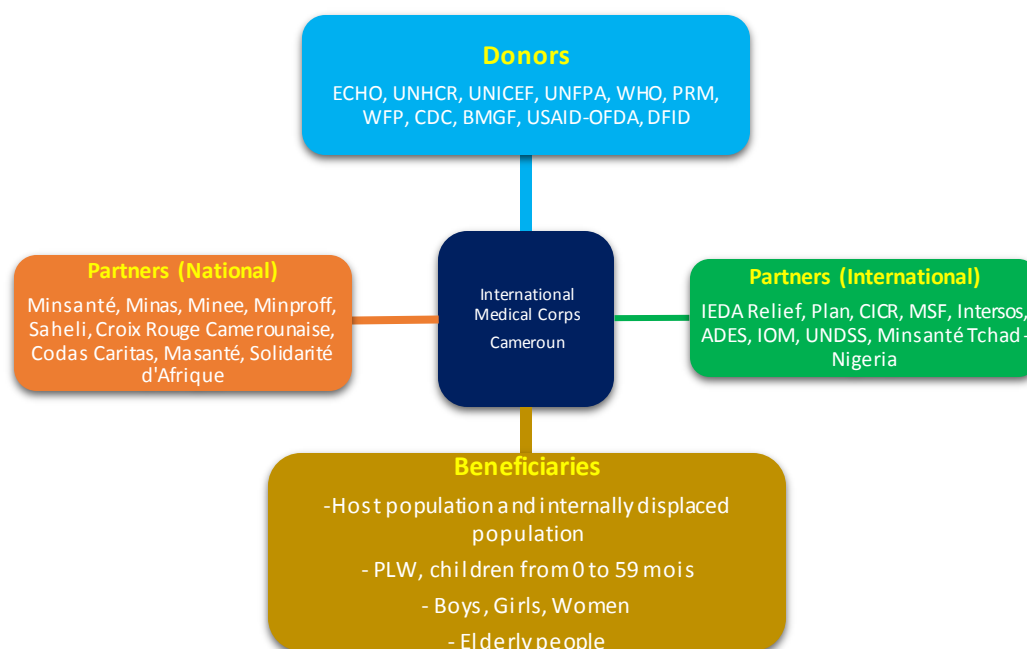 Donors
ECHO, UNHCR, UNICEF, UNFPA, WHO, PRM,
WFP, CDC, BMGF, USAID-OFDA, DFID
Partners (National)
Minsanté, Minas, Minee, Minproff,
Saheli, Croix Rouge Camerounaise,
Codas Caritas, Masanté, Solidarité
d'Afrique
International
Medical Corps
Cameroun
Partners (International)
IEDA Relief, Plan, CICR, MSF, Intersos,
ADES, IOM, UNDSS, Minsanté Tchad -
Nigeria
Beneficiaries
-Host population and internally displaced
population
- PLW, children from 0 to 59 mois
- Boys, Girls, Women
- Elderly people